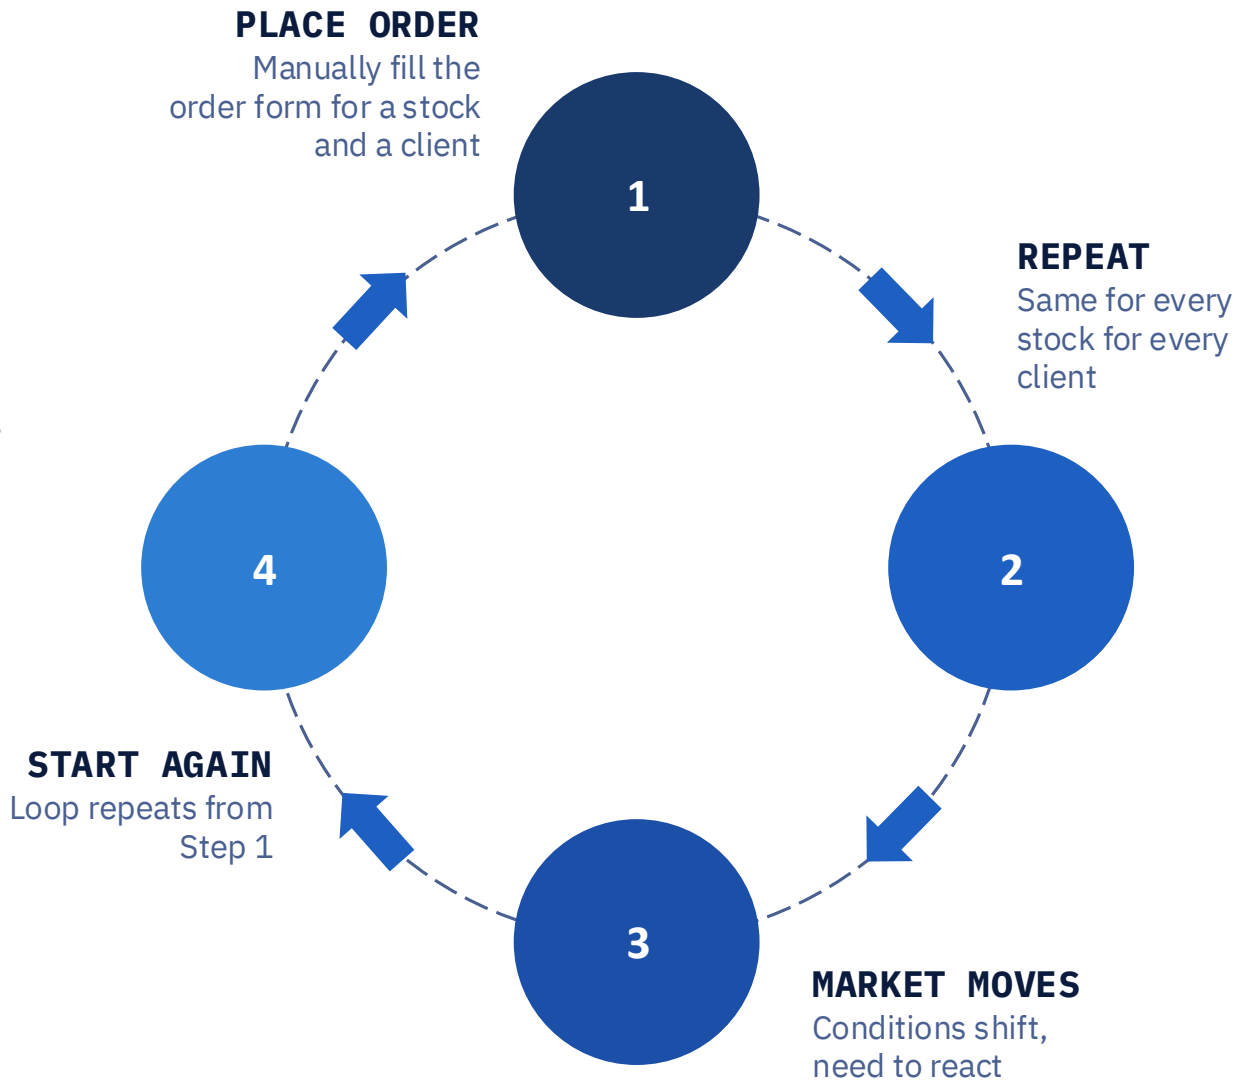 PLACE ORDER
Manually fill the
order form for a stock
and a client
1
REPEAT
Same for every
stock for every
client
2
MARKET MOVES
Conditions shift,
need to react
3
START AGAIN
Loop repeats from
Step 1
4